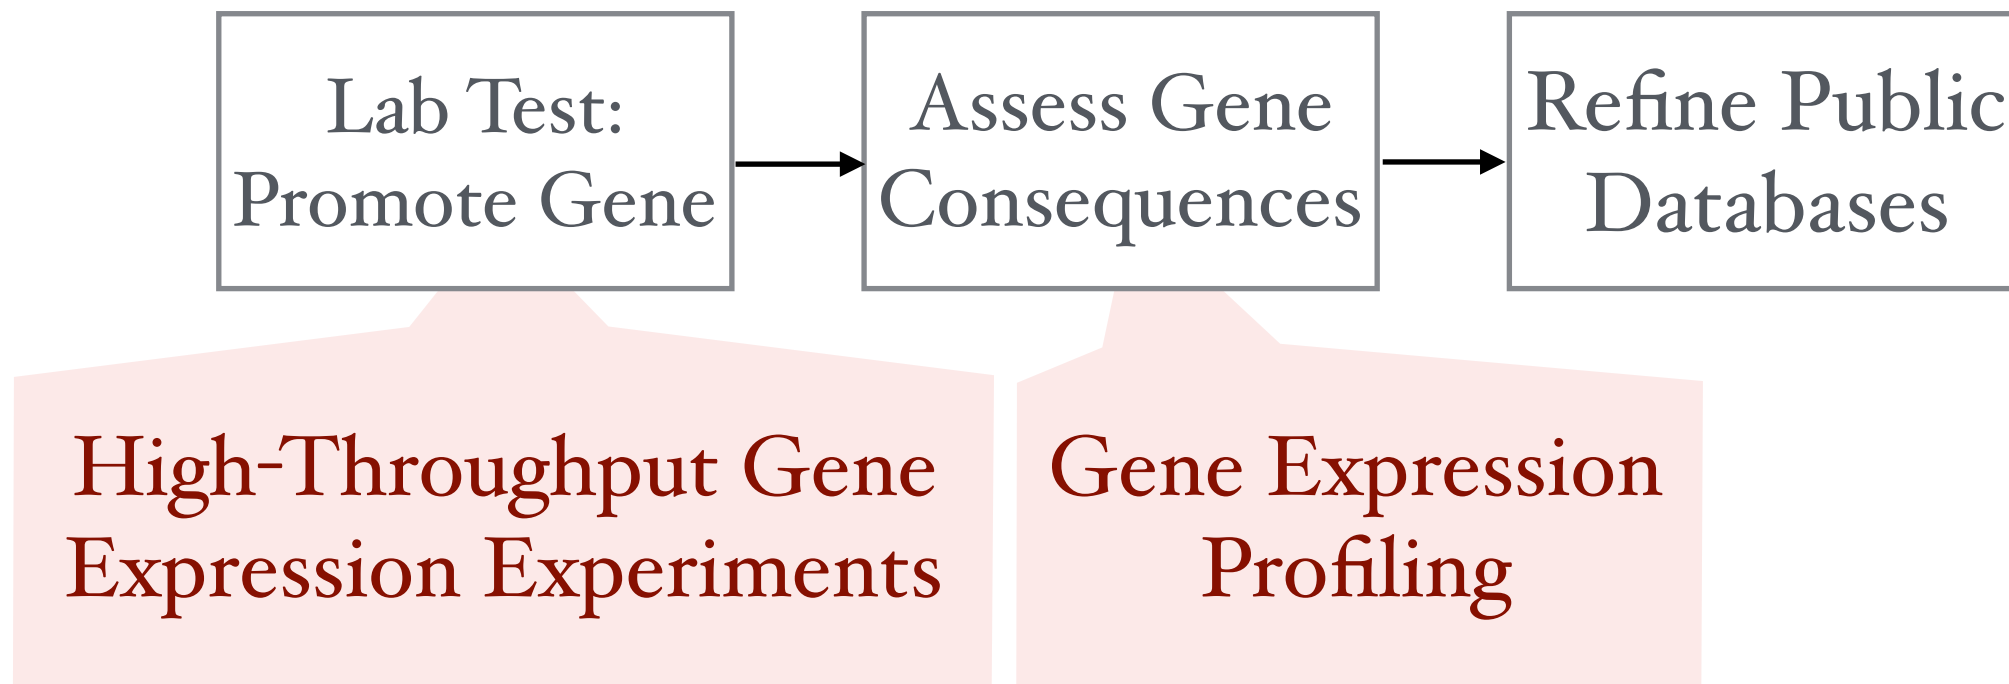 Lab Test:
Promote Gene
Assess Gene
Consequences
Refine Public
Databases
High-Throughput Gene
Expression Experiments
Gene Expression
Profiling